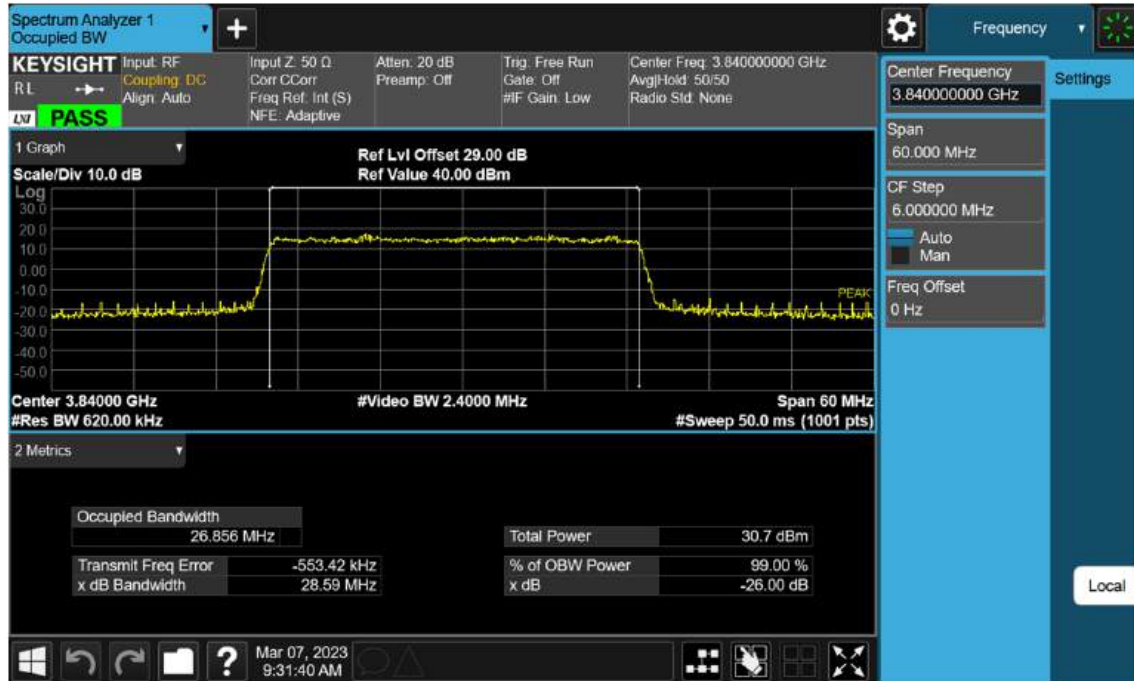 Spectrum Analyzer 1
Occupied BW
+
Frequency
KEYSIGHT
RL
LXI PASS
Input: RF
Coupling: DC
Align: Auto
Input Z: 50 Ω
Corr CCorr
Freq Ref: Int (S)
NFE: Adaptive
Atten: 20 dB
Preamp: Off
Trig: Free Run
Gate: Off
#IF Gain: Low
Center Freq: 3.840000000 GHz
Avg|Hold: 50/50
Radio Std: None
Center Frequency
3.840000000 GHz
Settings
Span
60.000 MHz
CF Step
6.000000 MHz
Auto
Man
Freq Offset
0 Hz
Local
1 Graph
Scale/Div 10.0 dB
Ref Lvl Offset 29.00 dB
Ref Value 40.00 dBm
Log
30.0
20.0
10.0
0.00
-10.0
-20.0
-30.0
-40.0
-50.0
PEAK
Center 3.84000 GHz
#Video BW 2.4000 MHz
Span 60 MHz
#Res BW 620.00 kHz
#Sweep 50.0 ms (1001 pts)
2 Metrics
Occupied Bandwidth
26.856 MHz
Total Power 30.7 dBm
Transmit Freq Error -553.42 kHz
% of OBW Power 99.00 %
x dB Bandwidth 28.59 MHz
x dB -26.00 dB
?
Mar 07, 2023
9:31:40 AM